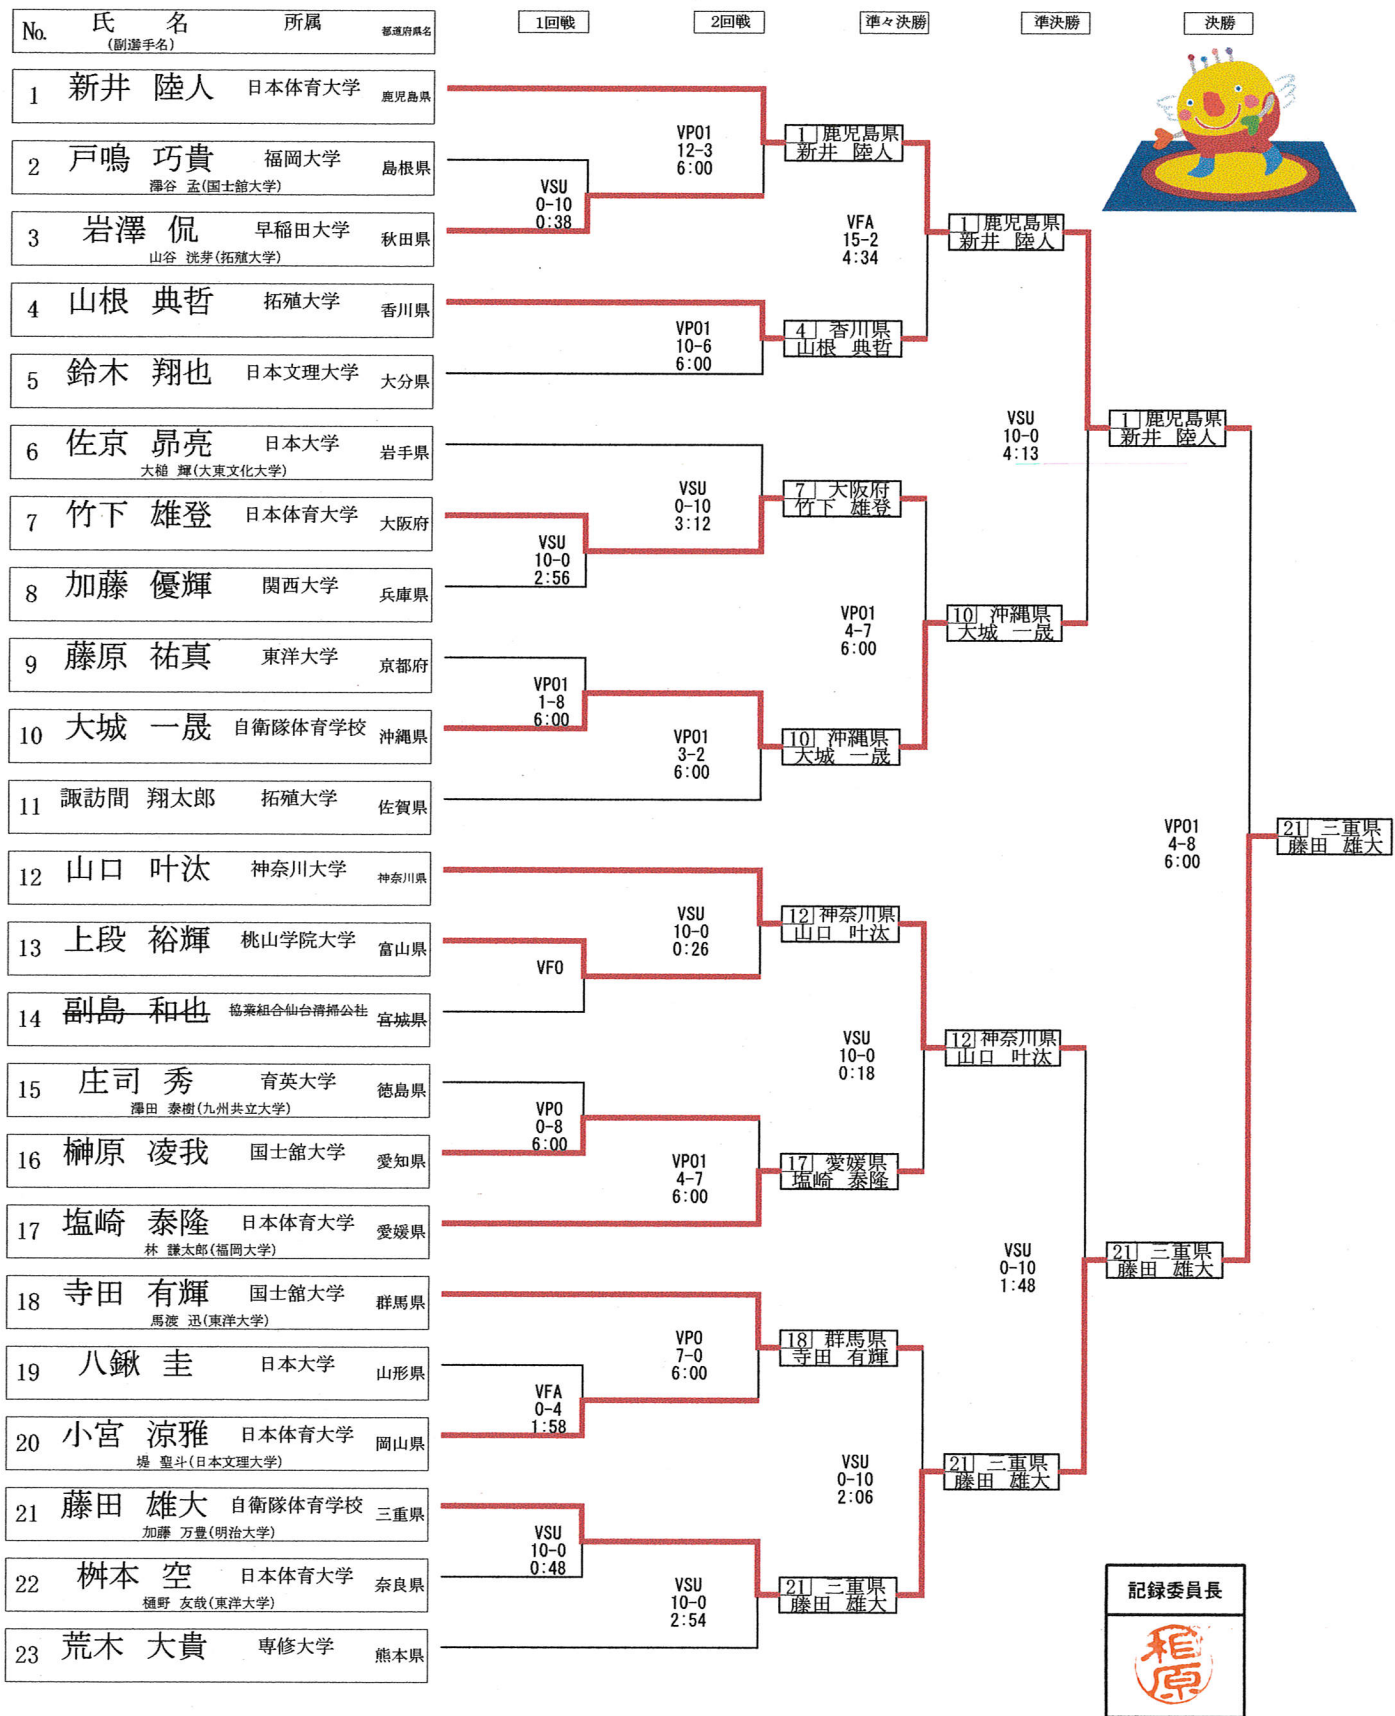 No. 氏 名 所属 都道府県名
(副選手名)
1回戦 2回戦 準々決勝 準決勝 決勝
1 新井 陸人 日本体育大学 鹿児島県
2 戸鳴 巧貴 福岡大学 島根県
澤谷 孟(国士舘大学)
3 岩澤 侃 早稲田大学 秋田県
山谷 洸芽(拓殖大学)
4 山根 典哲 拓殖大学 香川県
5 鈴木 翔也 日本文理大学 大分県
6 佐京 昴亮 日本大学 岩手県
大槌 輝(大東文化大学)
7 竹下 雄登 日本体育大学 大阪府
8 加藤 優輝 関西大学 兵庫県
9 藤原 祐真 東洋大学 京都府
10 大城 一晟 自衛隊体育学校 沖縄県
11 諏訪間 翔太郎 拓殖大学 佐賀県
12 山口 叶汰 神奈川大学 神奈川県
13 上段 裕輝 桃山学院大学 富山県
14 副島 和也 協業組合仙台清掃公社 宮城県
15 庄司 秀 育英大学 徳島県
澤田 泰樹(九州共立大学)
16 榊原 凌我 国士舘大学 愛知県
17 塩崎 泰隆 日本体育大学 愛媛県
林 謙太郎(福岡大学)
18 寺田 有輝 国士舘大学 群馬県
馬渡 迅(東洋大学)
19 八鍬 圭 日本大学 山形県
20 小宮 涼雅 日本体育大学 岡山県
堤 聖斗(日本文理大学)
21 藤田 雄大 自衛隊体育学校 三重県
加藤 万豊(明治大学)
22 桝本 空 日本体育大学 奈良県
樋野 友哉(東洋大学)
23 荒木 大貴 専修大学 熊本県
VSU
0-10
0:38
VSU
10-0
2:56
VPO1
1-8
6:00
VFO
VPO
0-8
6:00
VFA
0-4
1:58
VSU
10-0
0:48
VPO1
12-3
6:00
VPO1
10-6
6:00
VSU
0-10
3:12
VPO1
3-2
6:00
VSU
10-0
0:26
VPO1
4-7
6:00
VPO
7-0
6:00
VSU
10-0
2:54
1 鹿児島県
新井 陸人
4 香川県
山根 典哲
7 大阪府
竹下 雄登
10 沖縄県
大城 一晟
12 神奈川県
山口 叶汰
17 愛媛県
塩崎 泰隆
18 群馬県
寺田 有輝
21 三重県
藤田 雄大
VFA
15-2
4:34
VPO1
4-7
6:00
VSU
10-0
0:18
VSU
0-10
2:06
1 鹿児島県
新井 陸人
10 沖縄県
大城 一晟
12 神奈川県
山口 叶汰
21 三重県
藤田 雄大
VSU
10-0
4:13
VSU
0-10
1:48
1 鹿児島県
新井 陸人
21 三重県
藤田 雄大
VPO1
4-8
6:00
21 三重県
藤田 雄大
記録委員長
相原